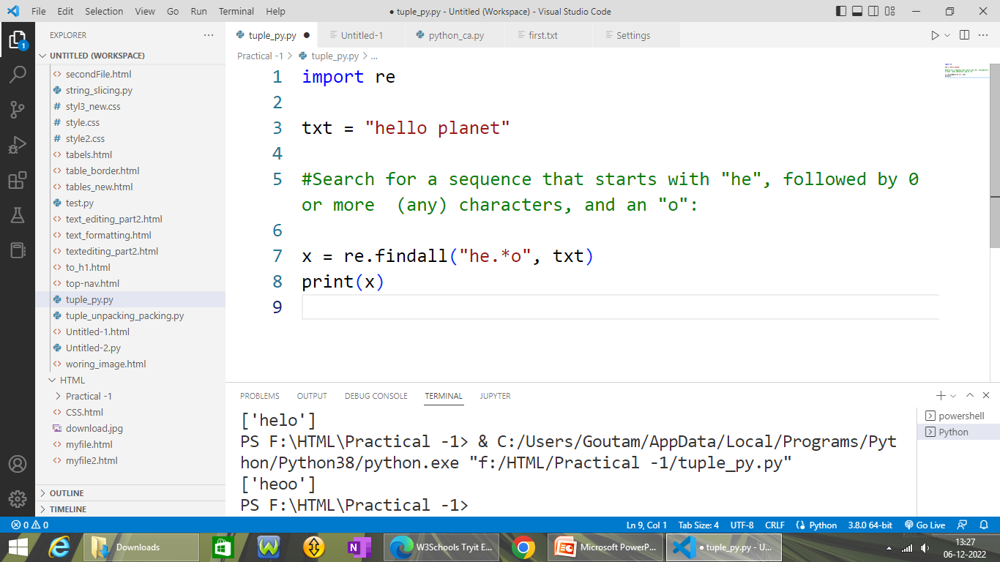 File Edit Selection View Go Run Terminal Help ● tuple_py.py - Untitled (Workspace) - Visual Studio Code
EXPLORER ···
1
UNTITLED (WORKSPACE)
secondFile.html
string_slicing.py
# styl3_new.css
# style.css
# style2.css
tabels.html
table_border.html
tables_new.html
test.py
text_editing_part2.html
text_formatting.html
textediting_part2.html
to_h1.html
top-nav.html
tuple_py.py
tuple_unpacking_packing.py
Untitled-1.html
Untitled-2.py
woring_image.html
HTML
Practical -1
CSS.html
download.jpg
myfile.html
myfile2.html
OUTLINE
TIMELINE
tuple_py.py ● Untitled-1 python_ca.py first.txt Settings
Practical -1 > tuple_py.py > ...
1 import re
2
3 txt = "hello planet"
4
5 #Search for a sequence that starts with "he", followed by 0
or more  (any) characters, and an "o":
6
7 x = re.findall("he.*o", txt)
8 print(x)
9
PROBLEMS OUTPUT DEBUG CONSOLE TERMINAL JUPYTER
['helo']
PS F:\HTML\Practical -1> & C:/Users/Goutam/AppData/Local/Programs/Pyt
hon/Python38/python.exe "f:/HTML/Practical -1/tuple_py.py"
['heoo']
PS F:\HTML\Practical -1>
powershell
Python
0 0 Ln 9, Col 1 Tab Size: 4 UTF-8 CRLF Python 3.8.0 64-bit Go Live
Downloads W3Schools Tryit E... Microsoft PowerP... ● tuple_py.py - U...
13:27
06-12-2022